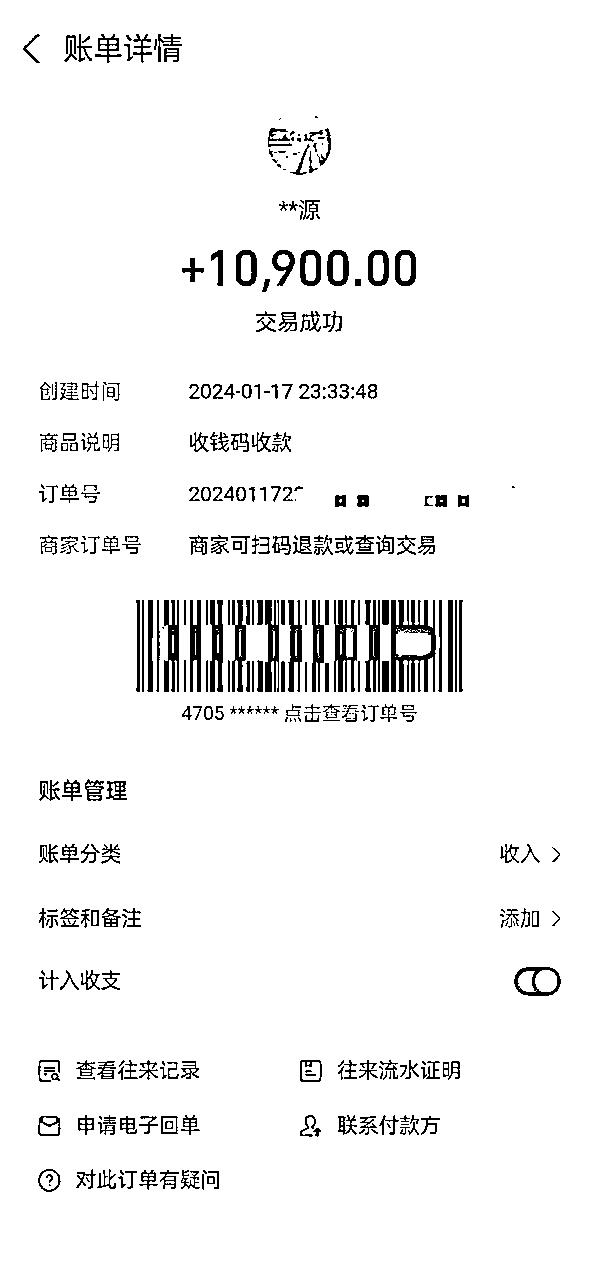 账单详情
**源
+10,900.00
交易成功
创建时间 2024-01-17 23:33:48
商品说明 收钱码收款
订单号 202401172
商家订单号 商家可扫码退款或查询交易
4705 ****** 点击查看订单号
账单管理
账单分类 收入
标签和备注 添加
计入收支
查看往来记录 往来流水证明
申请电子回单 联系付款方
对此订单有疑问